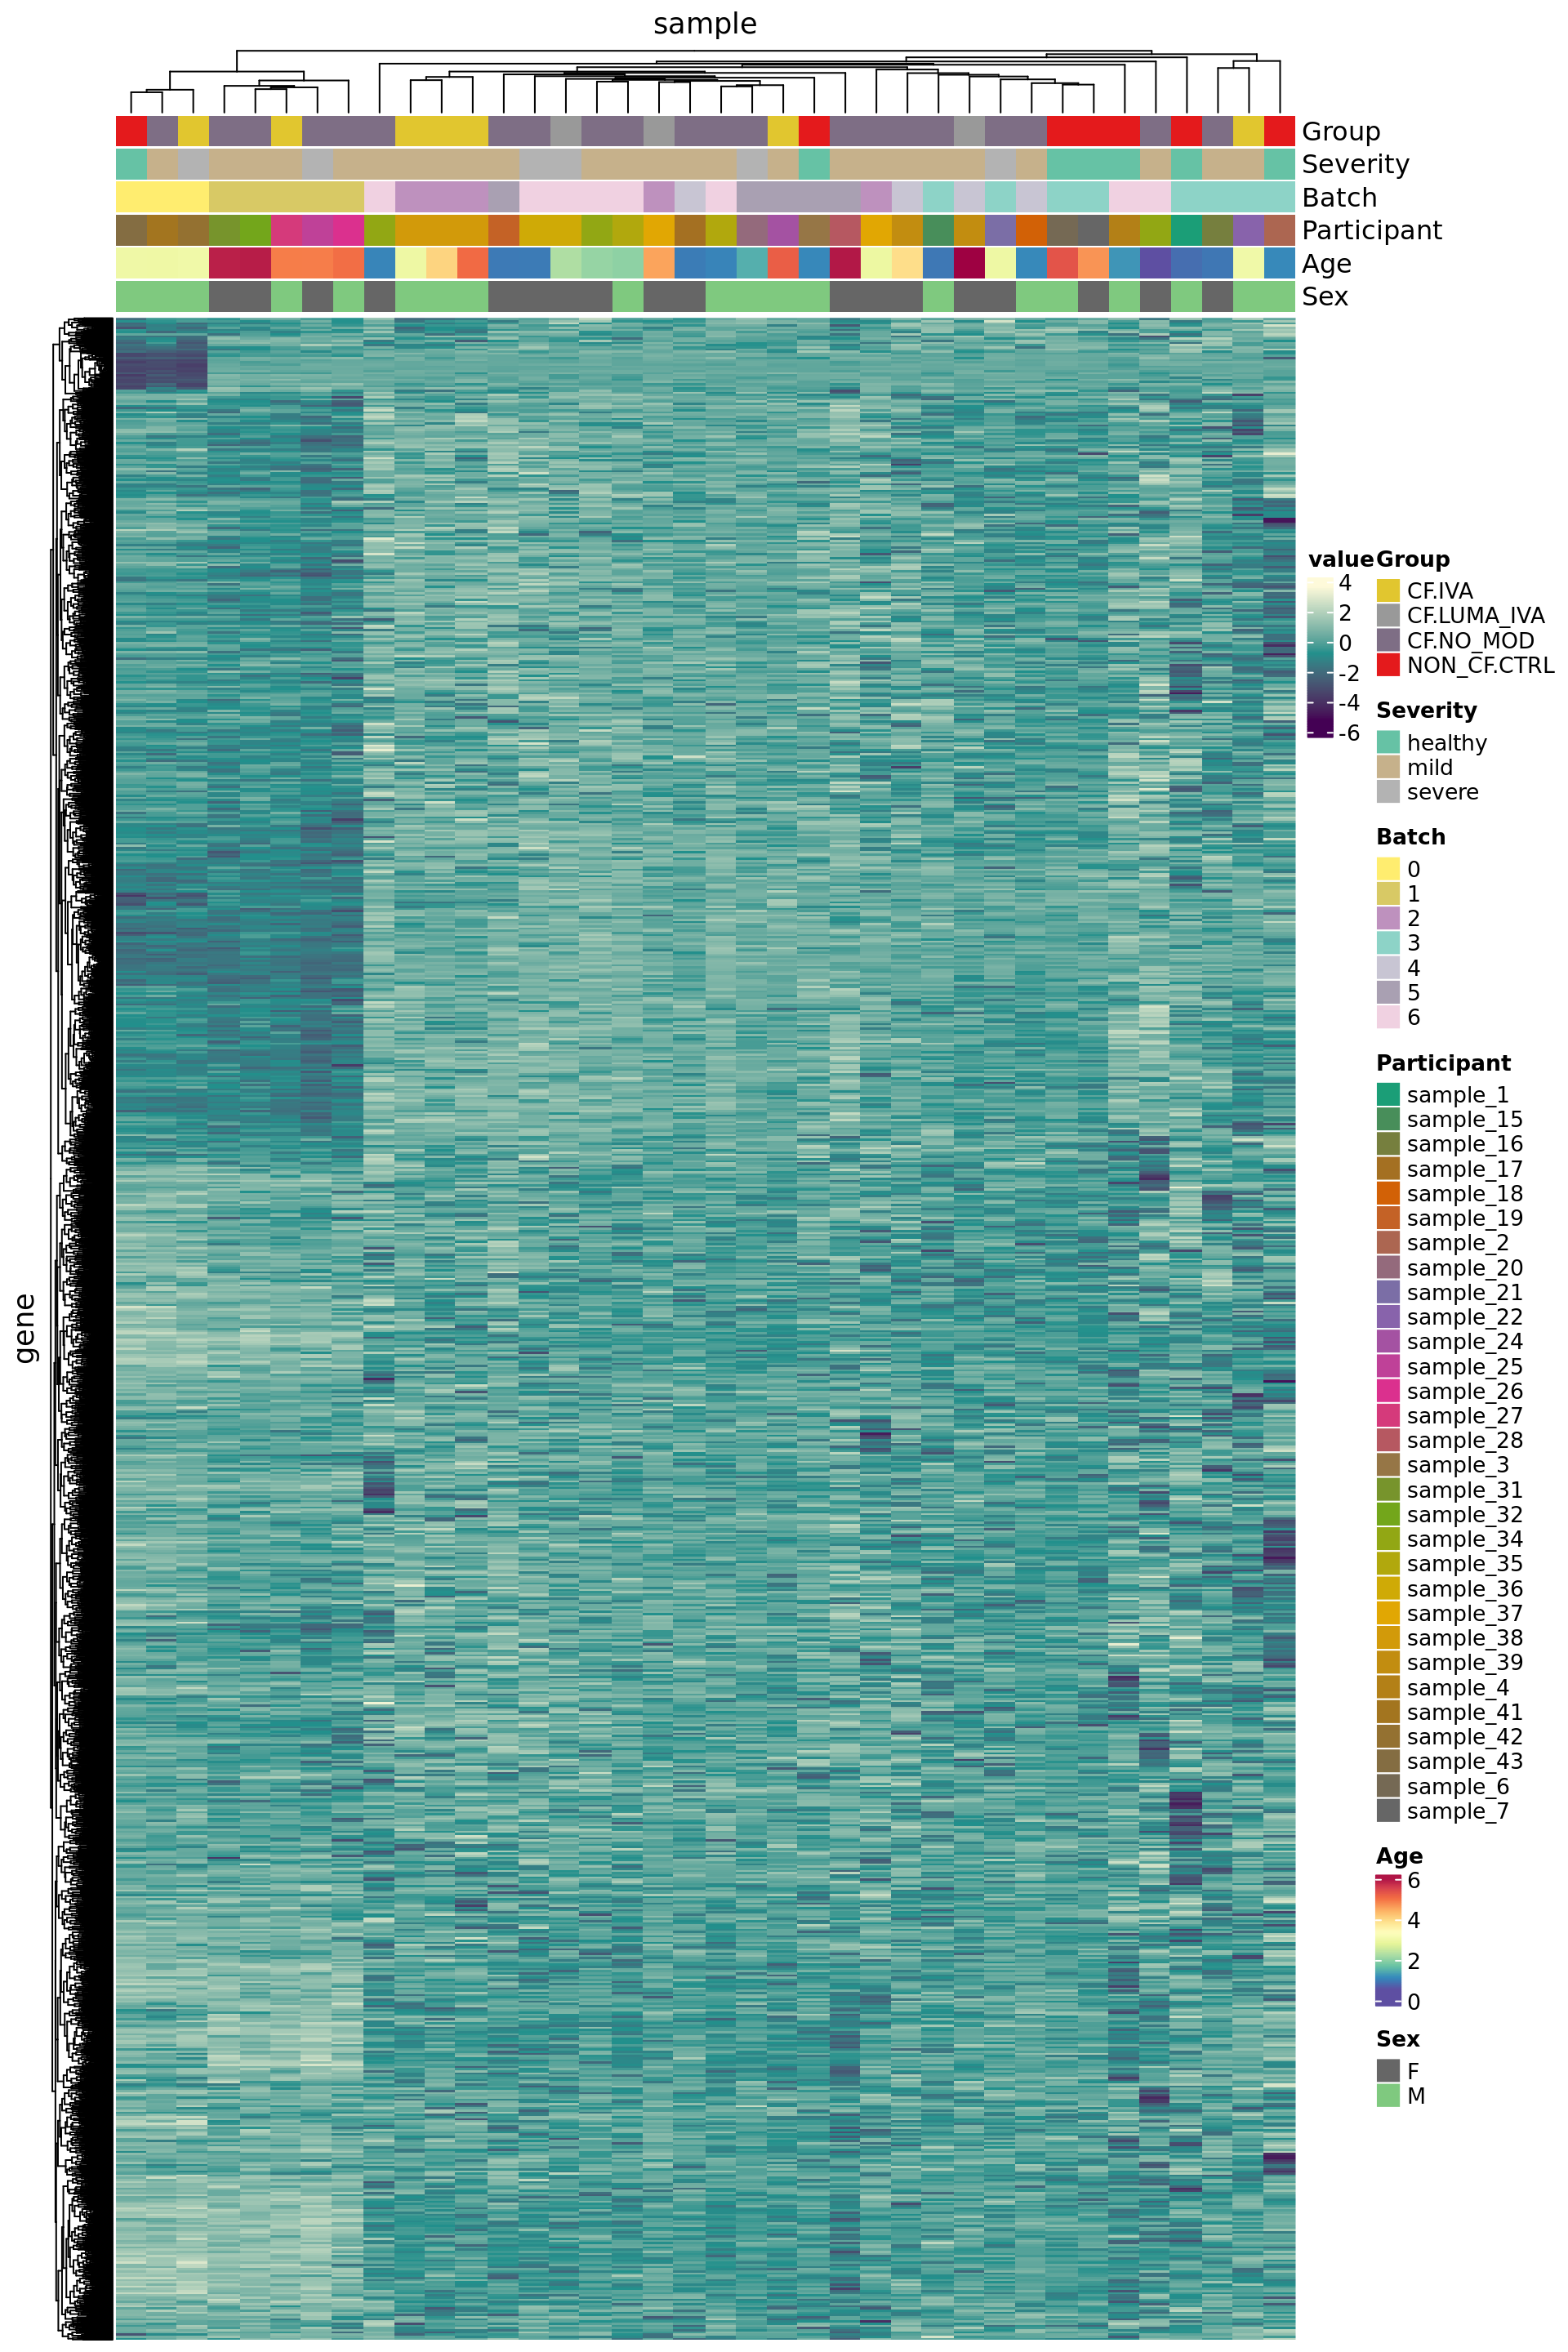 sample
Group
Severity
Batch
Participant
Age
Sex
gene
value
4
2
0
-2
-4
-6
Group
CF.IVA
CF.LUMA_IVA
CF.NO_MOD
NON_CF.CTRL
Severity
healthy
mild
severe
Batch
0
1
2
3
4
5
6
Participant
sample_1
sample_15
sample_16
sample_17
sample_18
sample_19
sample_2
sample_20
sample_21
sample_22
sample_24
sample_25
sample_26
sample_27
sample_28
sample_3
sample_31
sample_32
sample_34
sample_35
sample_36
sample_37
sample_38
sample_39
sample_4
sample_41
sample_42
sample_43
sample_6
sample_7
Age
6
4
2
0
Sex
F
M